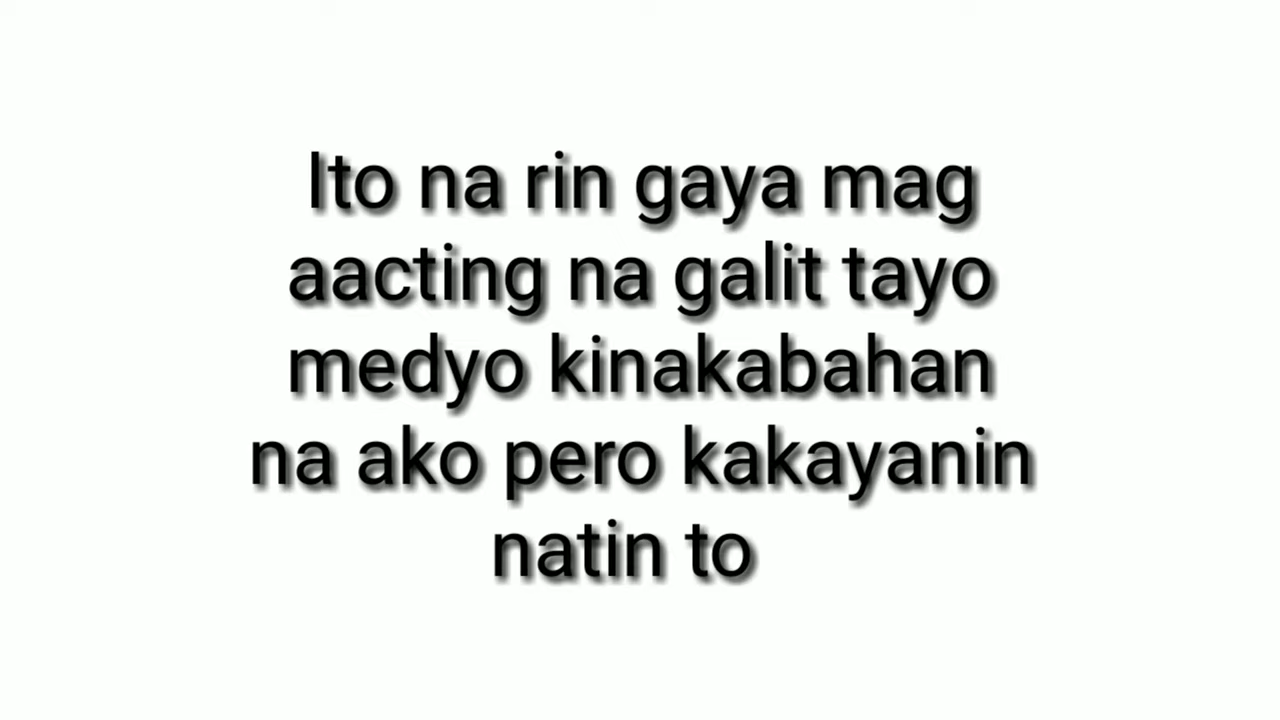 Ito na rin gaya mag
aacting na galit tayo
medyo kinakabahan
na ako pero kakayanin
natin to